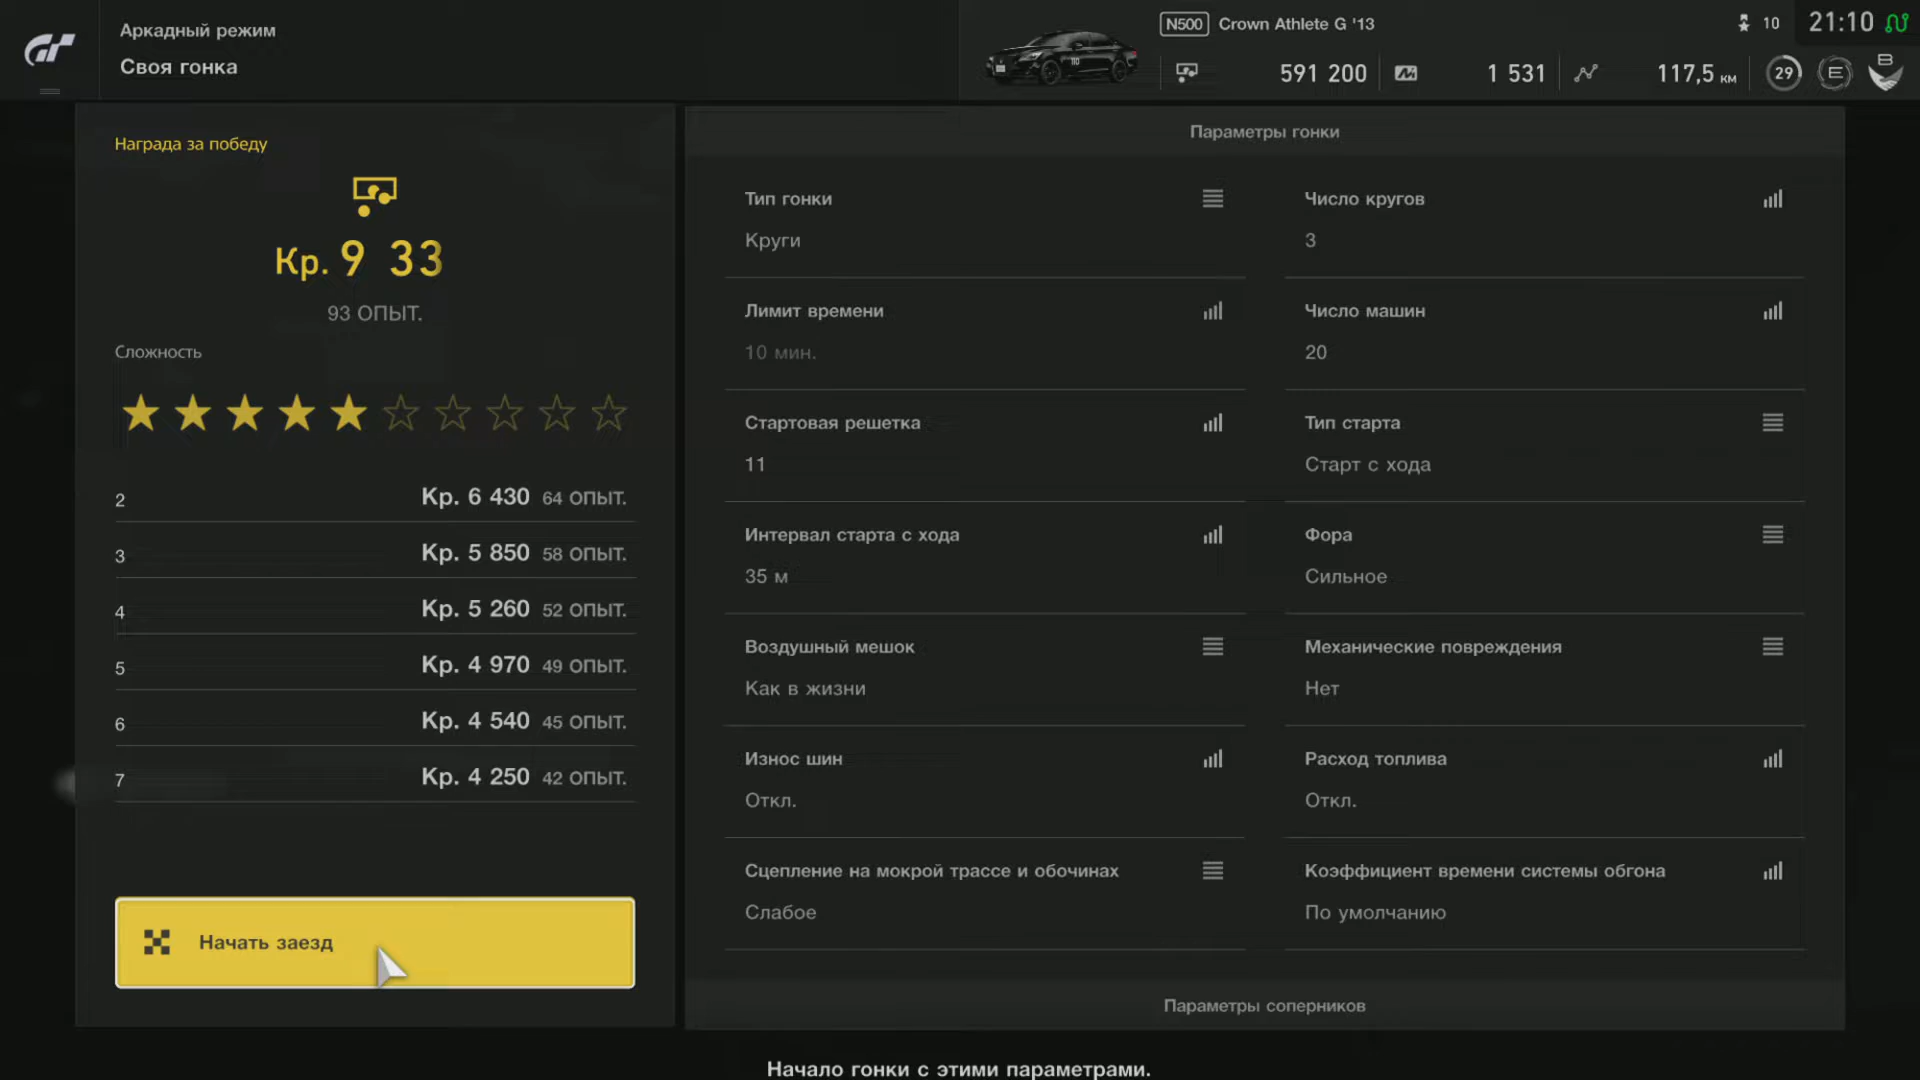 Аркадный режим
Своя гонка
N500 Crown Athlete G '13
10
21:10
591 200
1 531
117,5 км
29
E
B
Награда за победу
Кр. 9 33
93 ОПЫТ.
Сложность
2 Кр. 6 430 64 ОПЫТ.
3 Кр. 5 850 58 ОПЫТ.
4 Кр. 5 260 52 ОПЫТ.
5 Кр. 4 970 49 ОПЫТ.
6 Кр. 4 540 45 ОПЫТ.
7 Кр. 4 250 42 ОПЫТ.
Начать заезд
Параметры гонки
Тип гонки
Круги
Число кругов
3
Лимит времени
10 мин.
Число машин
20
Стартовая решетка
11
Тип старта
Старт с хода
Интервал старта с хода
35 м
Фора
Сильное
Воздушный мешок
Как в жизни
Механические повреждения
Нет
Износ шин
Откл.
Расход топлива
Откл.
Сцепление на мокрой трассе и обочинах
Слабое
Коэффициент времени системы обгона
По умолчанию
Параметры соперников
Начало гонки с этими параметрами.